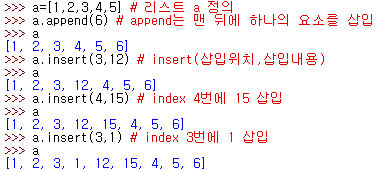 >>> a=[1,2,3,4,5] # 리스트 a 정의
>>> a.append(6) # append는 맨 뒤에 하나의 요소를 삽입
>>> a
[1, 2, 3, 4, 5, 6]
>>> a.insert(3,12) # insert(삽입위치,삽입내용)
>>> a
[1, 2, 3, 12, 4, 5, 6]
>>> a.insert(4,15) # index 4번에 15 삽입
>>> a
[1, 2, 3, 12, 15, 4, 5, 6]
>>> a.insert(3,1) # index 3번에 1 삽입
>>> a
[1, 2, 3, 1, 12, 15, 4, 5, 6]